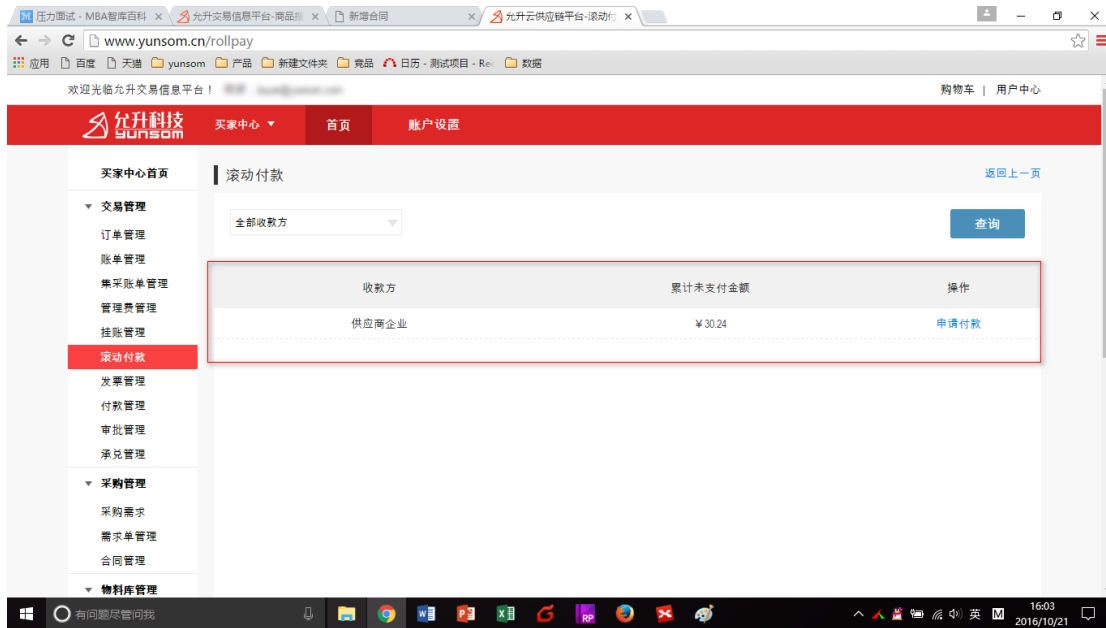 压力面试 - MBA智库百科
允升交易信息平台-商品报
新增合同
允升云供应链平台-滚动付
www.yunsom.cn/rollpay
应用 百度 天猫 yunsom 产品 新建文件夹 竞品 日历 - 测试项目 - Red 数据
欢迎光临允升交易信息平台！
购物车 | 用户中心
允升科技
yunsom
买家中心 首页 账户设置
买家中心首页
滚动付款
返回上一页
交易管理
全部收款方
查询
订单管理
账单管理
集采账单管理
管理费管理
挂账管理
滚动付款
发票管理
付款管理
审批管理
承兑管理
收款方 累计未支付金额 操作
供应商企业 ￥30.24 申请付款
采购管理
采购需求
需求单管理
合同管理
物料库管理
有问题尽管问我
英
M
16:03
2016/10/21